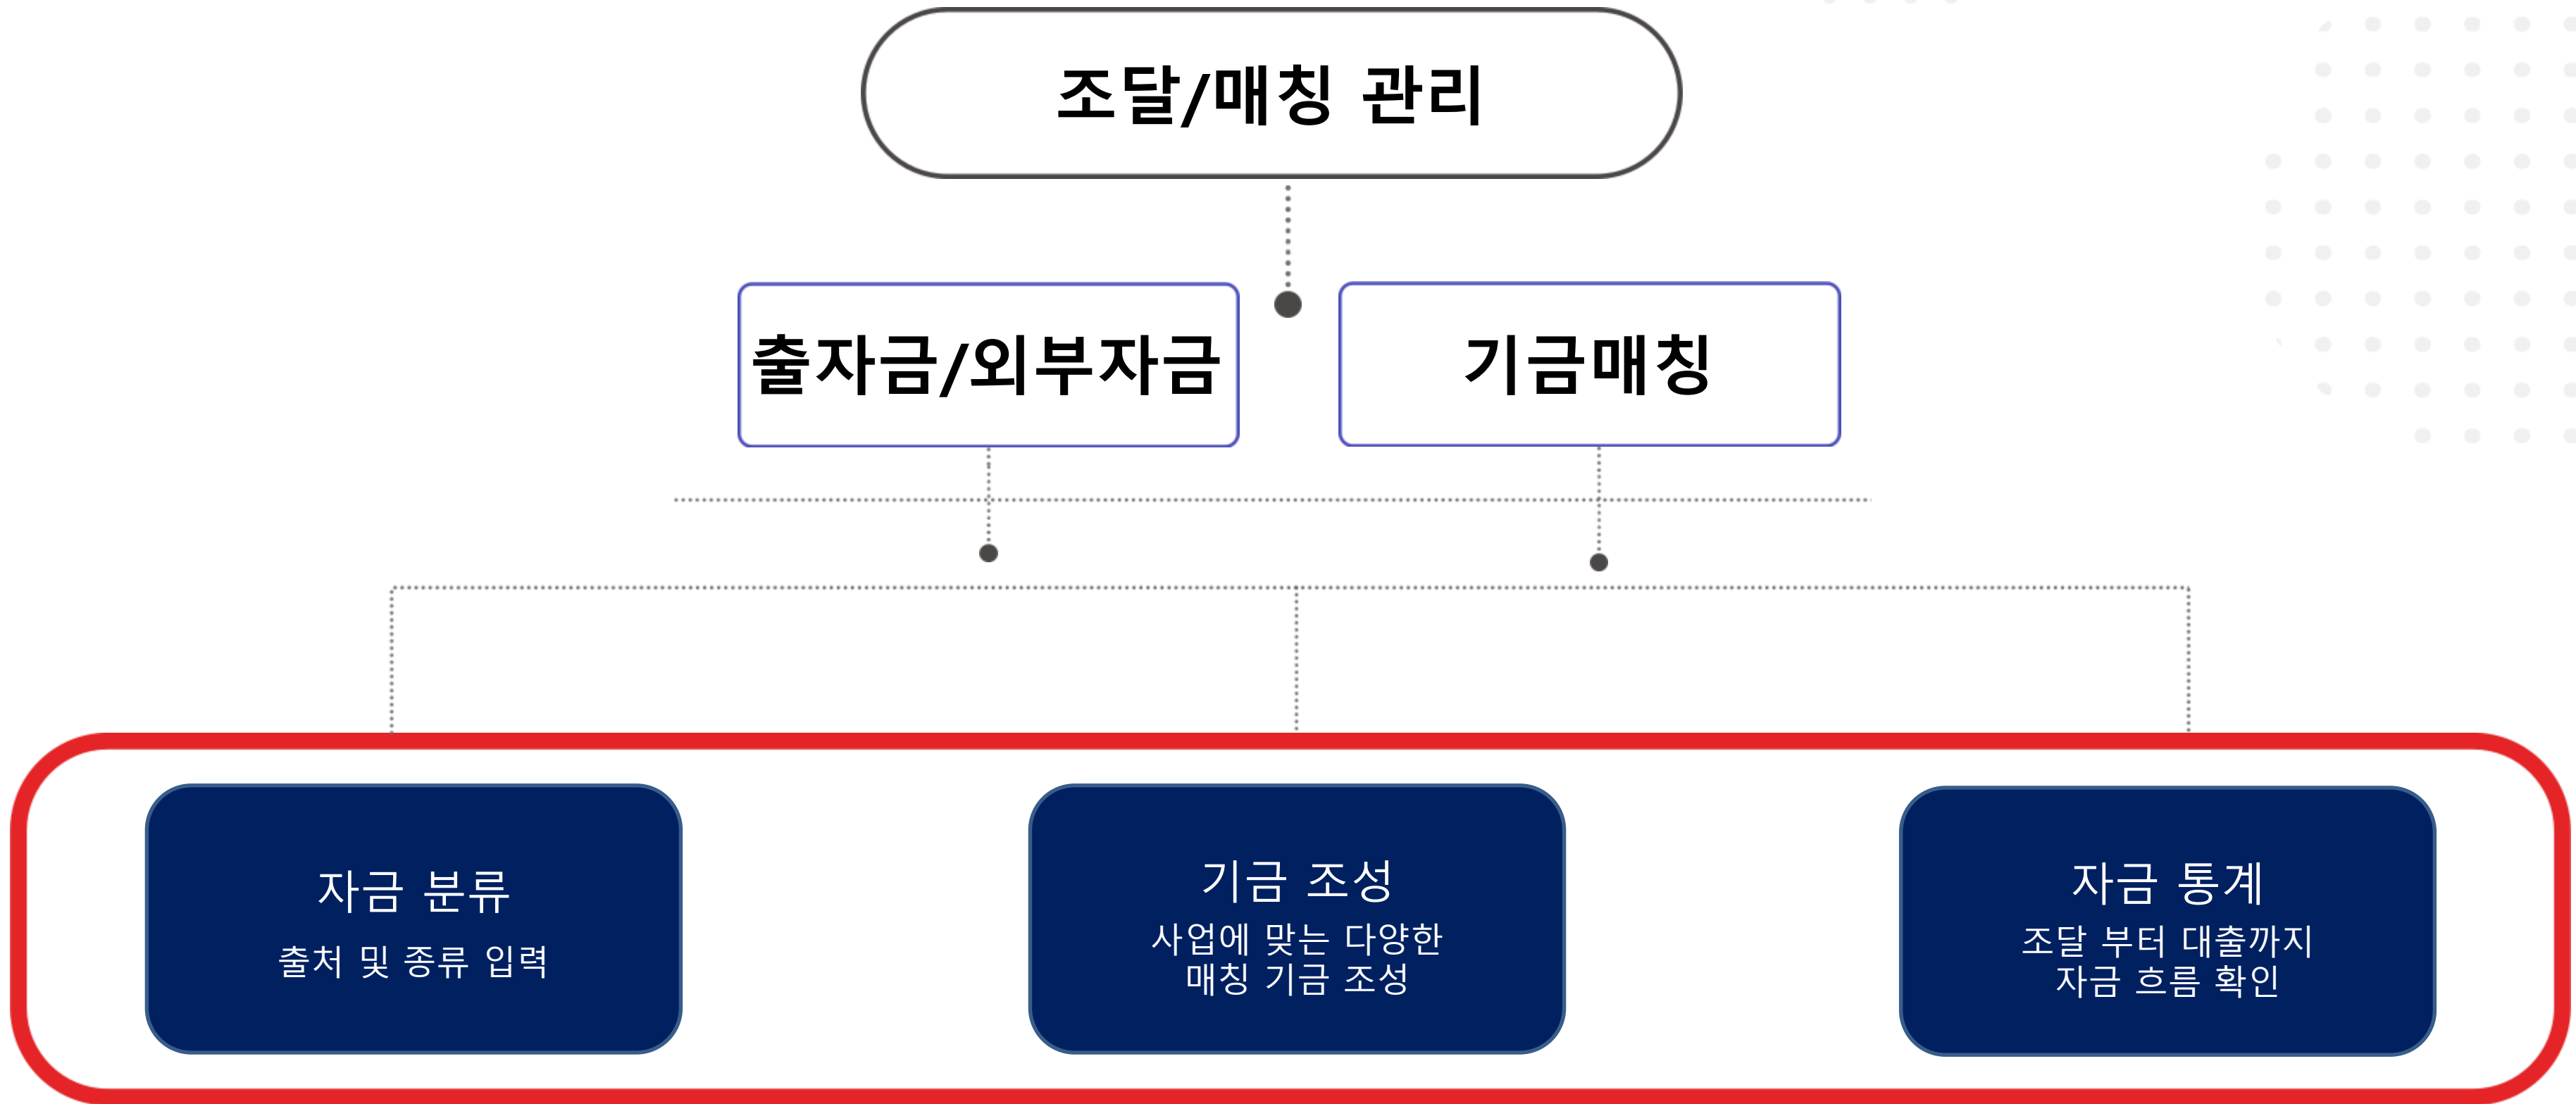 조달/매칭 관리
출자금/외부자금
기금매칭
자금 분류
출처 및 종류 입력
기금 조성
사업에 맞는 다양한
매칭 기금 조성
자금 통계
조달 부터 대출까지
자금 흐름 확인